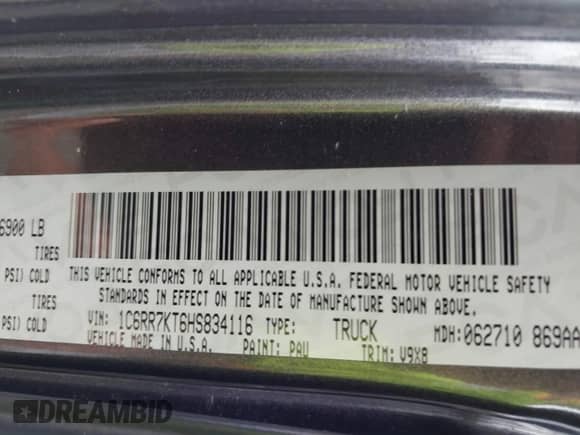 6900 LB
TIRES
PSI) COLD
TIRES
PSI) COLD
THIS VEHICLE CONFORMS TO ALL APPLICABLE U.S.A. FEDERAL MOTOR VEHICLE SAFETY
STANDARDS IN EFFECT ON THE DATE OF MANUFACTURE SHOWN ABOVE.
VIN: 1C6RR7KT6HS834116 TYPE: TRUCK MDH: 062710 869AA
VEHICLE MADE IN U.S.A. PAINT: PAU TRIM: V9X8
DREAMBID